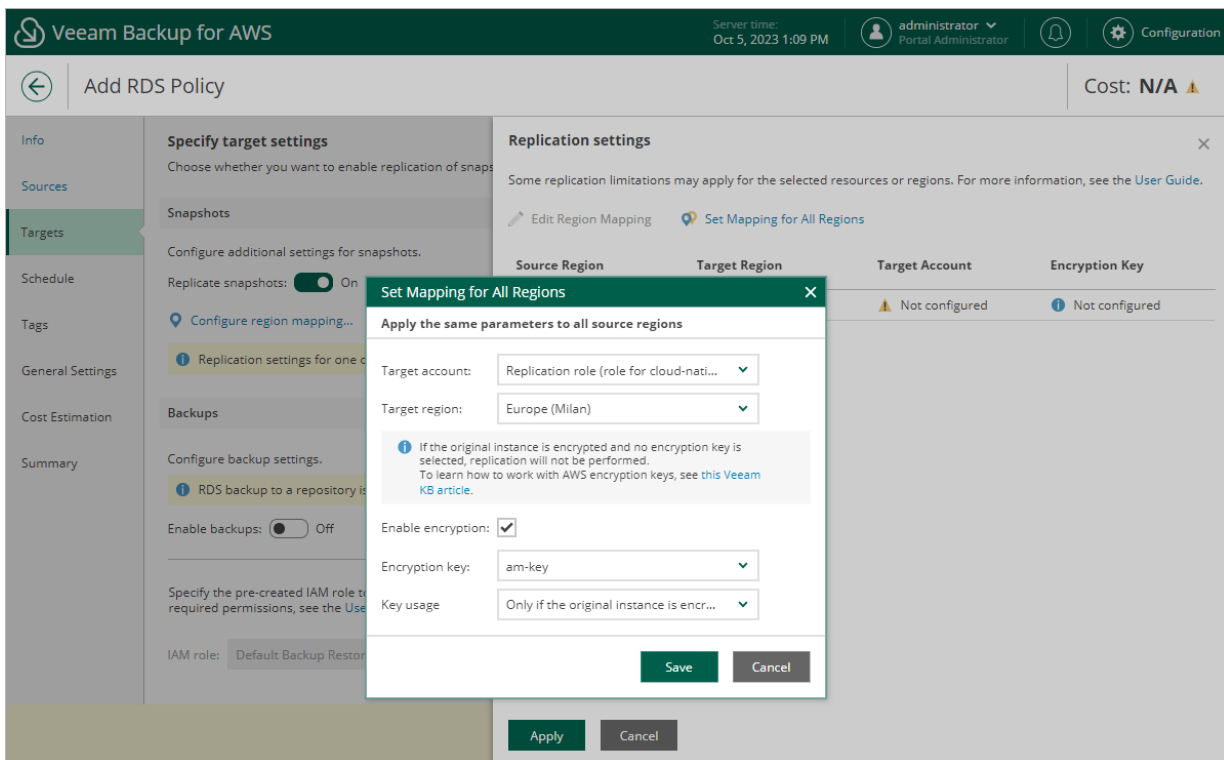 Veeam Backup for AWS
Server time:
Oct 5, 2023 1:09 PM
administrator
Portal Administrator
Configuration
Add RDS Policy
Cost: N/A
Info
Sources
Targets
Schedule
Tags
General Settings
Cost Estimation
Summary
Specify target settings
Choose whether you want to enable replication of snaps
Snapshots
Configure additional settings for snapshots.
Replicate snapshots: On
Configure region mapping...
Replication settings for one
Backups
Configure backup settings.
RDS backup to a repository is
Enable backups: Off
Specify the pre-created IAM role
required permissions, see the Use
IAM role: Default Backup Restor
Replication settings
Some replication limitations may apply for the selected resources or regions. For more information, see the User Guide.
Edit Region Mapping Set Mapping for All Regions
Source Region Target Region Target Account Encryption Key
Not configured Not configured
Set Mapping for All Regions
Apply the same parameters to all source regions
Target account: Replication role (role for cloud-nati...
Target region: Europe (Milan)
If the original instance is encrypted and no encryption key is
selected, replication will not be performed.
To learn how to work with AWS encryption keys, see this Veeam
KB article.
Enable encryption:
Encryption key: am-key
Key usage Only if the original instance is encr...
Save Cancel
Apply Cancel